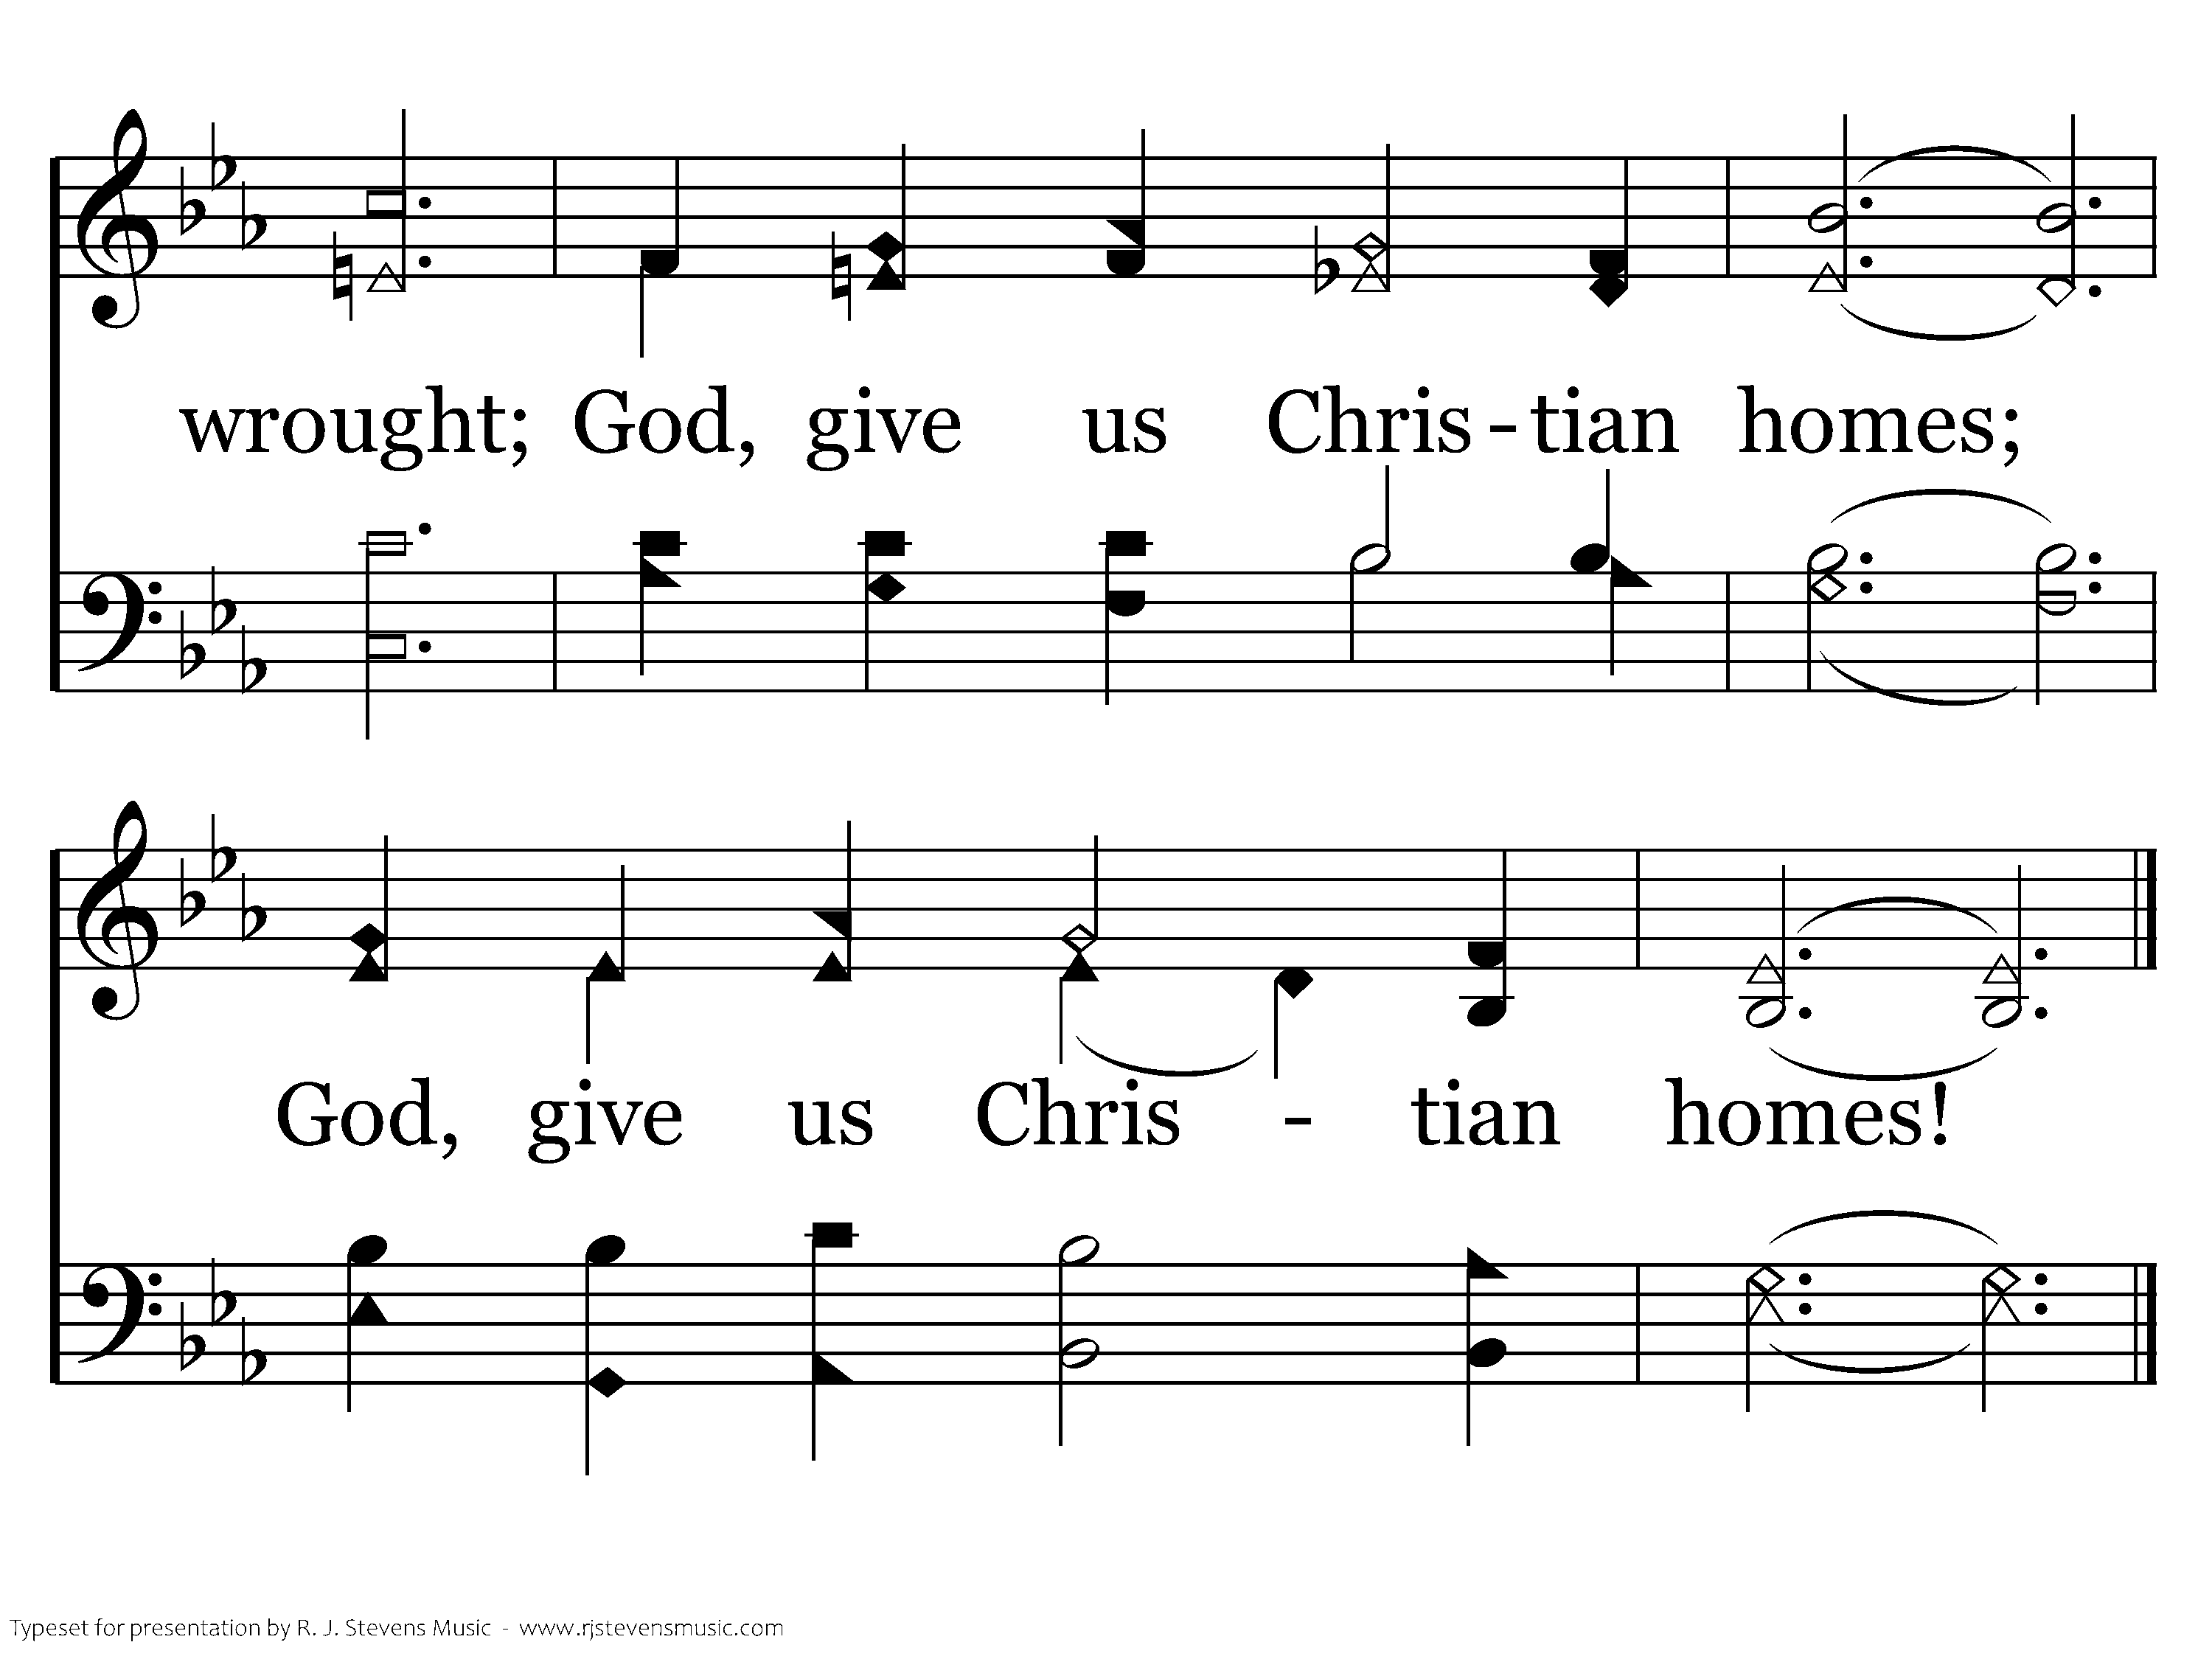 wrought; God, give us Chris - tian homes;
God, give us Chris - tian homes!
Typeset for presentation by R. J. Stevens Music - www.rjstevensmusic.com